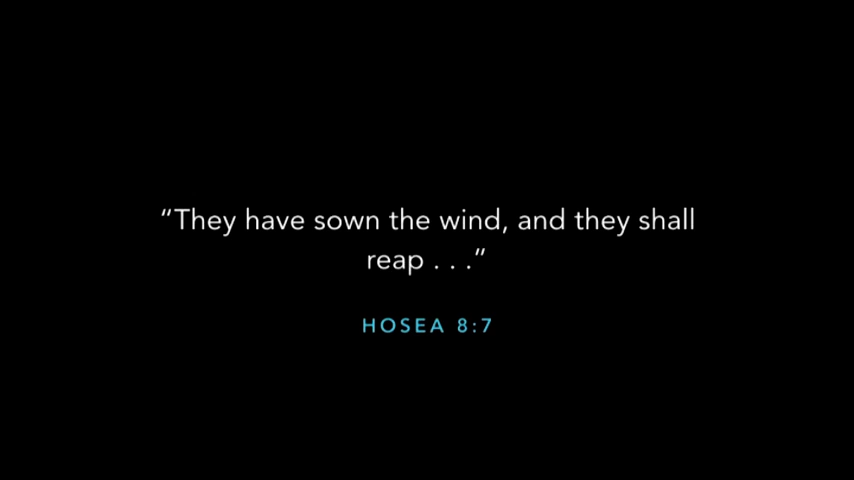 “They have sown the wind, and they shall
reap . . .”
HOSEA 8:7